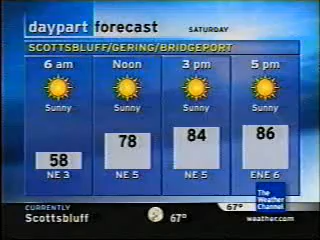 daypart forecast SATURDAY
SCOTTSBLUFF/GERING/BRIDGEPORT
6 am Noon 3 pm 5 pm
Sunny Sunny Sunny Sunny
58 78 84 86
NE 3 NE 5 NE 5 ENE 6
The
Weather
Channel
67°
CURRENTLY
Scottsbluff 67° weather.com